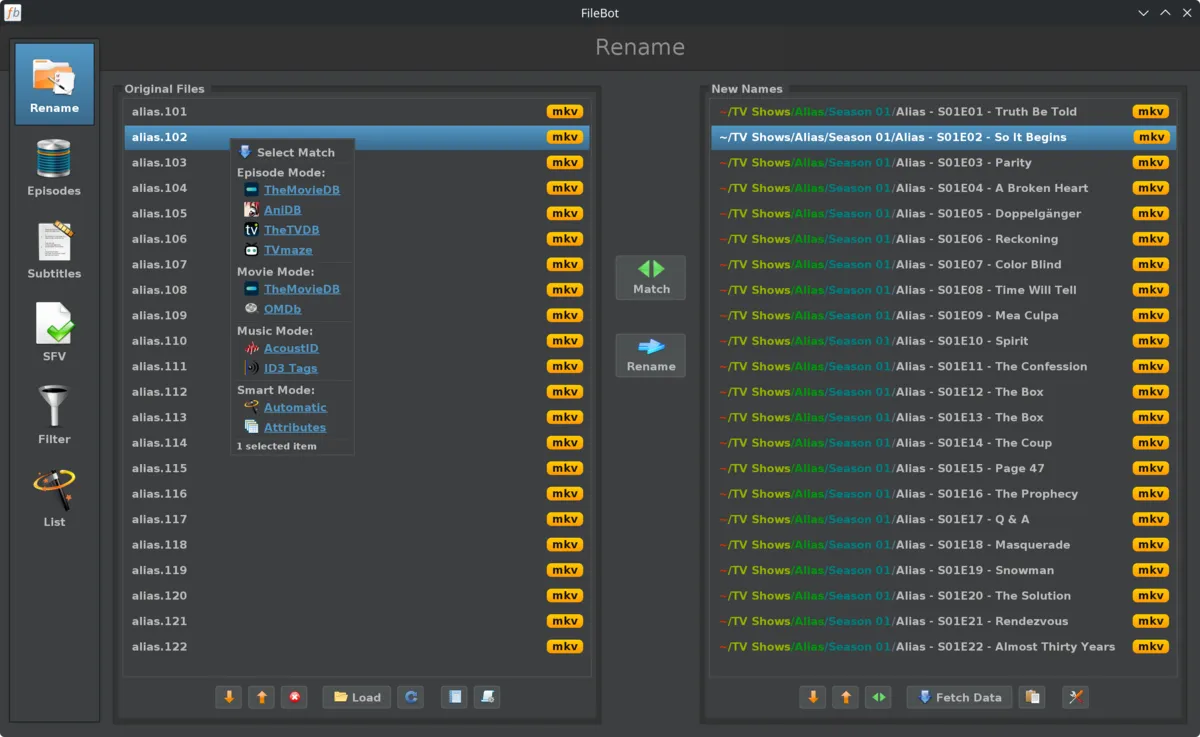 fb
FileBot
Rename
Rename
Episodes
Subtitles
SFV
Filter
List
Original Files
alias.101 mkv
alias.102 mkv
alias.103 mkv
alias.104 mkv
alias.105 mkv
alias.106 mkv
alias.107 mkv
alias.108 mkv
alias.109 mkv
alias.110 mkv
alias.111 mkv
alias.112 mkv
alias.113 mkv
alias.114 mkv
alias.115 mkv
alias.116 mkv
alias.117 mkv
alias.118 mkv
alias.119 mkv
alias.120 mkv
alias.121 mkv
alias.122 mkv
Select Match
Episode Mode:
TheMovieDB
AniDB
tv TheTVDB
TVmaze
Movie Mode:
TheMovieDB
OMDb
Music Mode:
AcoustID
ID3 Tags
Smart Mode:
Automatic
Attributes
1 selected item
Load
Match
Rename
New Names
~/TV Shows/Alias/Season 01/Alias - S01E01 - Truth Be Told mkv
~/TV Shows/Alias/Season 01/Alias - S01E02 - So It Begins mkv
~/TV Shows/Alias/Season 01/Alias - S01E03 - Parity mkv
~/TV Shows/Alias/Season 01/Alias - S01E04 - A Broken Heart mkv
~/TV Shows/Alias/Season 01/Alias - S01E05 - Doppelgänger mkv
~/TV Shows/Alias/Season 01/Alias - S01E06 - Reckoning mkv
~/TV Shows/Alias/Season 01/Alias - S01E07 - Color Blind mkv
~/TV Shows/Alias/Season 01/Alias - S01E08 - Time Will Tell mkv
~/TV Shows/Alias/Season 01/Alias - S01E09 - Mea Culpa mkv
~/TV Shows/Alias/Season 01/Alias - S01E10 - Spirit mkv
~/TV Shows/Alias/Season 01/Alias - S01E11 - The Confession mkv
~/TV Shows/Alias/Season 01/Alias - S01E12 - The Box mkv
~/TV Shows/Alias/Season 01/Alias - S01E13 - The Box mkv
~/TV Shows/Alias/Season 01/Alias - S01E14 - The Coup mkv
~/TV Shows/Alias/Season 01/Alias - S01E15 - Page 47 mkv
~/TV Shows/Alias/Season 01/Alias - S01E16 - The Prophecy mkv
~/TV Shows/Alias/Season 01/Alias - S01E17 - Q & A mkv
~/TV Shows/Alias/Season 01/Alias - S01E18 - Masquerade mkv
~/TV Shows/Alias/Season 01/Alias - S01E19 - Snowman mkv
~/TV Shows/Alias/Season 01/Alias - S01E20 - The Solution mkv
~/TV Shows/Alias/Season 01/Alias - S01E21 - Rendezvous mkv
~/TV Shows/Alias/Season 01/Alias - S01E22 - Almost Thirty Years mkv
Fetch Data